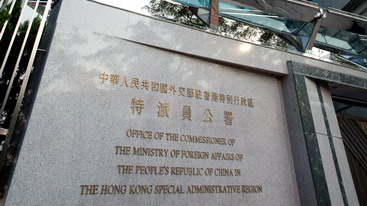 中華人民共和國外交部駐香港特別行政區
特派員公署
OFFICE OF THE COMMISSIONER OF
THE MINISTRY OF FOREIGN AFFAIRS OF
THE PEOPLE'S REPUBLIC OF CHINA IN
THE HONG KONG SPECIAL ADMINISTRATIVE REGION